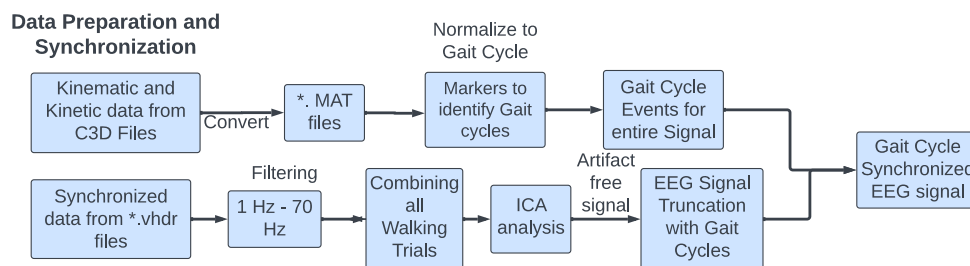 Data Preparation and
Synchronization
Normalize to
Gait Cycle
Kinematic and
Kinetic data from
C3D Files
Convert
*. MAT
files
Markers to
identify Gait
cycles
Gait Cycle
Events for
entire Signal
Gait Cycle
Synchronized
EEG signal
Synchronized
data from *.vhdr
files
Filtering
1 Hz - 70
Hz
Combining
all
Walking
Trials
ICA
analysis
Artifact
free
signal
EEG Signal
Truncation
with Gait
Cycles